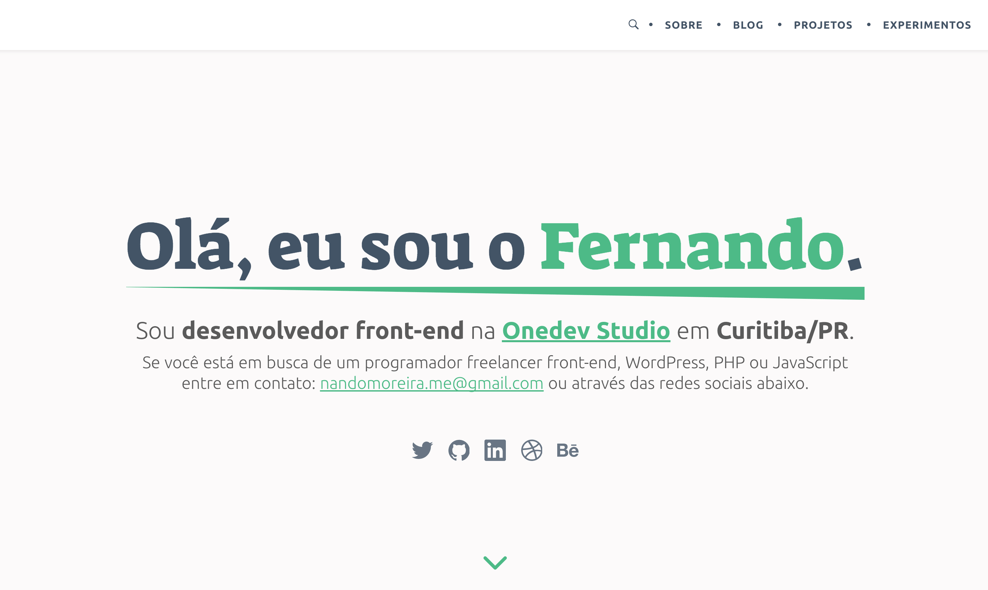 SOBRE • BLOG • PROJETOS • EXPERIMENTOS
Olá, eu sou o Fernando.
Sou desenvolvedor front-end na Onedev Studio em Curitiba/PR.
Se você está em busca de um programador freelancer front-end, WordPress, PHP ou JavaScript
entre em contato: nandomoreira.me@gmail.com ou através das redes sociais abaixo.
in Bē